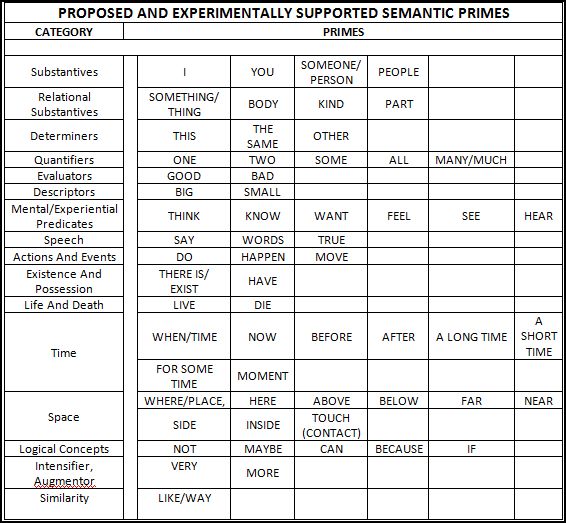 PROPOSED AND EXPERIMENTALLY SUPPORTED SEMANTIC PRIMES
CATEGORY PRIMES
Substantives I YOU SOMEONE/ PERSON PEOPLE
Relational Substantives SOMETHING/ THING BODY KIND PART
Determiners THIS THE SAME OTHER
Quantifiers ONE TWO SOME ALL MANY/MUCH
Evaluators GOOD BAD
Descriptors BIG SMALL
Mental/Experiential Predicates THINK KNOW WANT FEEL SEE HEAR
Speech SAY WORDS TRUE
Actions And Events DO HAPPEN MOVE
Existence And Possession THERE IS/ EXIST HAVE
Life And Death LIVE DIE
Time WHEN/TIME NOW BEFORE AFTER A LONG TIME A SHORT TIME
FOR SOME TIME MOMENT
Space WHERE/PLACE, HERE ABOVE BELOW FAR NEAR
SIDE INSIDE TOUCH (CONTACT)
Logical Concepts NOT MAYBE CAN BECAUSE IF
Intensifier, Augmentor VERY MORE
Similarity LIKE/WAY